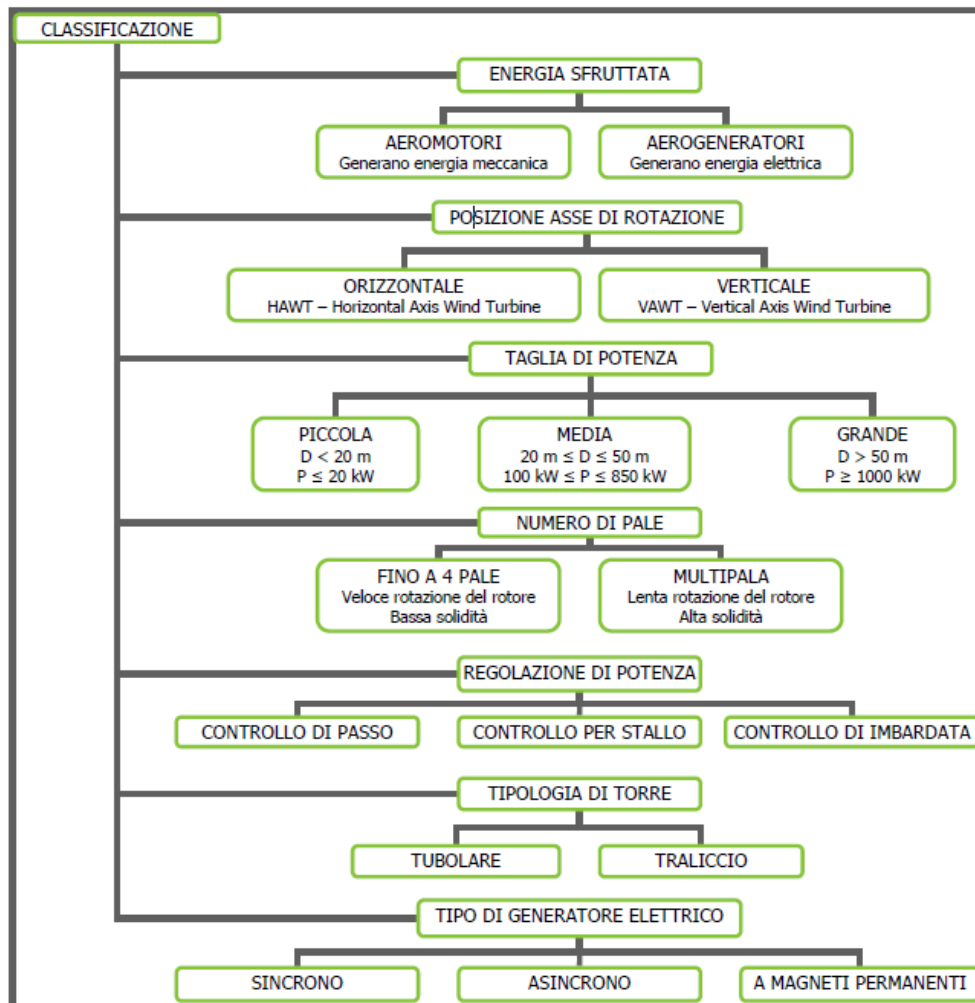 CLASSIFICAZIONE
ENERGIA SFRUTTATA
AEROMOTORI
Generano energia meccanica
AEROGENERATORI
Generano energia elettrica
POSIZIONE ASSE DI ROTAZIONE
ORIZZONTALE
HAWT – Horizontal Axis Wind Turbine
VERTICALE
VAWT – Vertical Axis Wind Turbine
TAGLIA DI POTENZA
PICCOLA
D < 20 m
P ≤ 20 kW
MEDIA
20 m ≤ D ≤ 50 m
100 kW ≤ P ≤ 850 kW
GRANDE
D > 50 m
P ≥ 1000 kW
NUMERO DI PALE
FINO A 4 PALE
Veloce rotazione del rotore
Bassa solidità
MULTIPALA
Lenta rotazione del rotore
Alta solidità
REGOLAZIONE DI POTENZA
CONTROLLO DI PASSO
CONTROLLO PER STALLO
CONTROLLO DI IMBARDATA
TIPOLOGIA DI TORRE
TUBOLARE
TRALICCIO
TIPO DI GENERATORE ELETTRICO
SINCRONO
ASINCRONO
A MAGNETI PERMANENTI